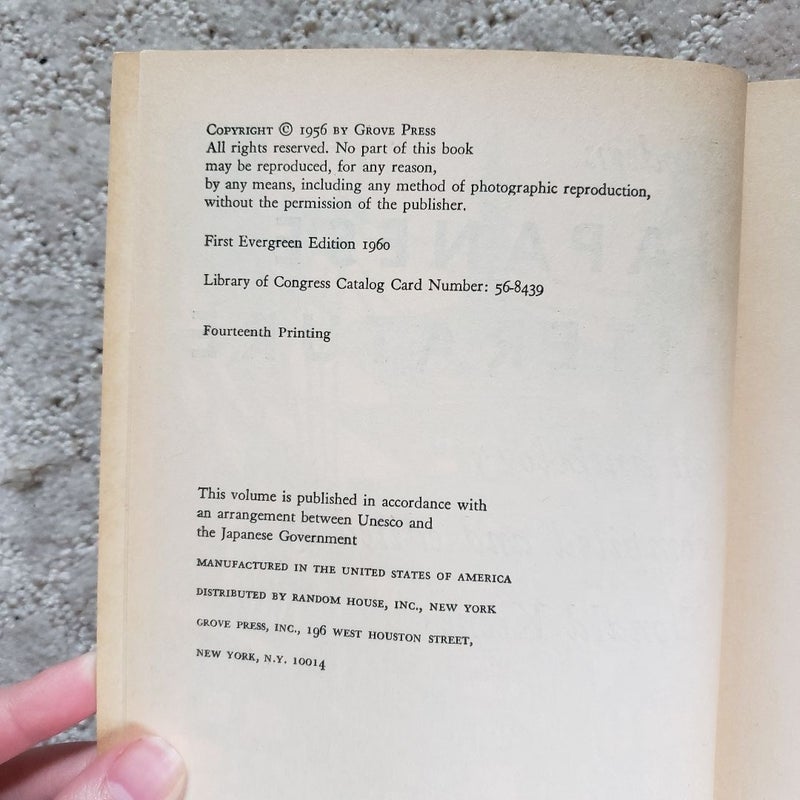 Copyright © 1956 by Grove Press
All rights reserved. No part of this book
may be reproduced, for any reason,
by any means, including any method of photographic reproduction,
without the permission of the publisher.
First Evergreen Edition 1960
Library of Congress Catalog Card Number: 56-8439
Fourteenth Printing
This volume is published in accordance with
an arrangement between Unesco and
the Japanese Government
MANUFACTURED IN THE UNITED STATES OF AMERICA
DISTRIBUTED BY RANDOM HOUSE, INC., NEW YORK
GROVE PRESS, INC., 196 WEST HOUSTON STREET,
NEW YORK, N.Y. 10014